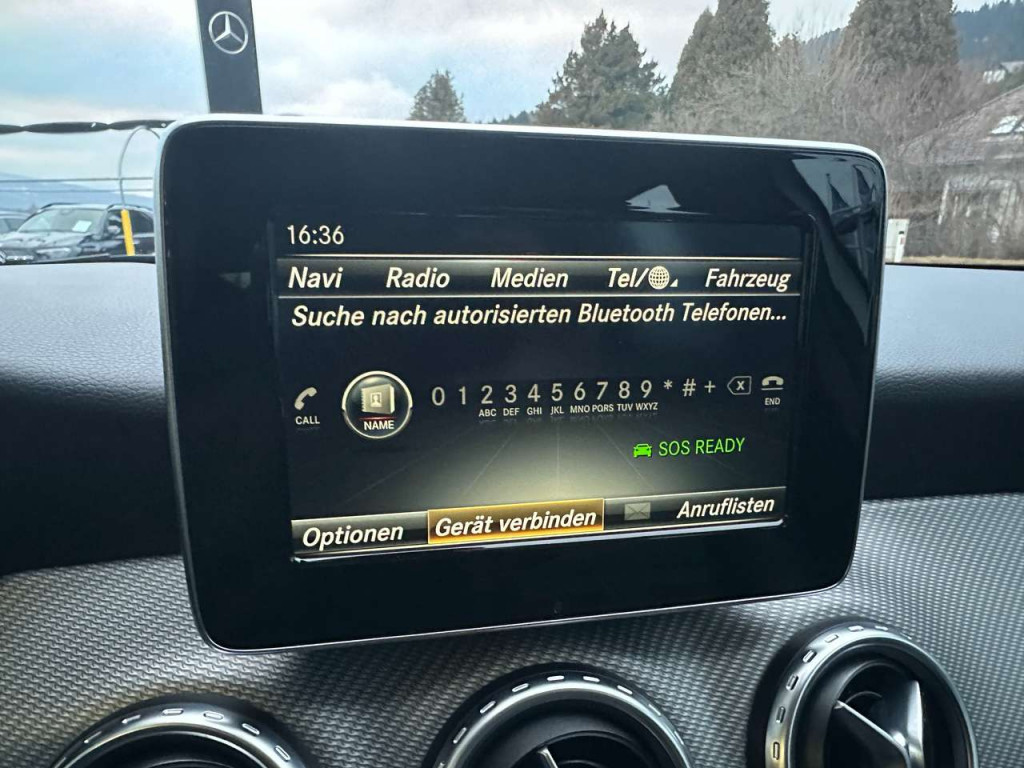 16:36
Navi Radio Medien Tel/ Fahrzeug
Suche nach autorisierten Bluetooth Telefonen...
0 1 2 3 4 5 6 7 8 9 * # + X
ABC DEF GHI JKL MNO PQRS TUV WXYZ
CALL NAME END
SOS READY
Optionen Gerät verbinden Anruflisten